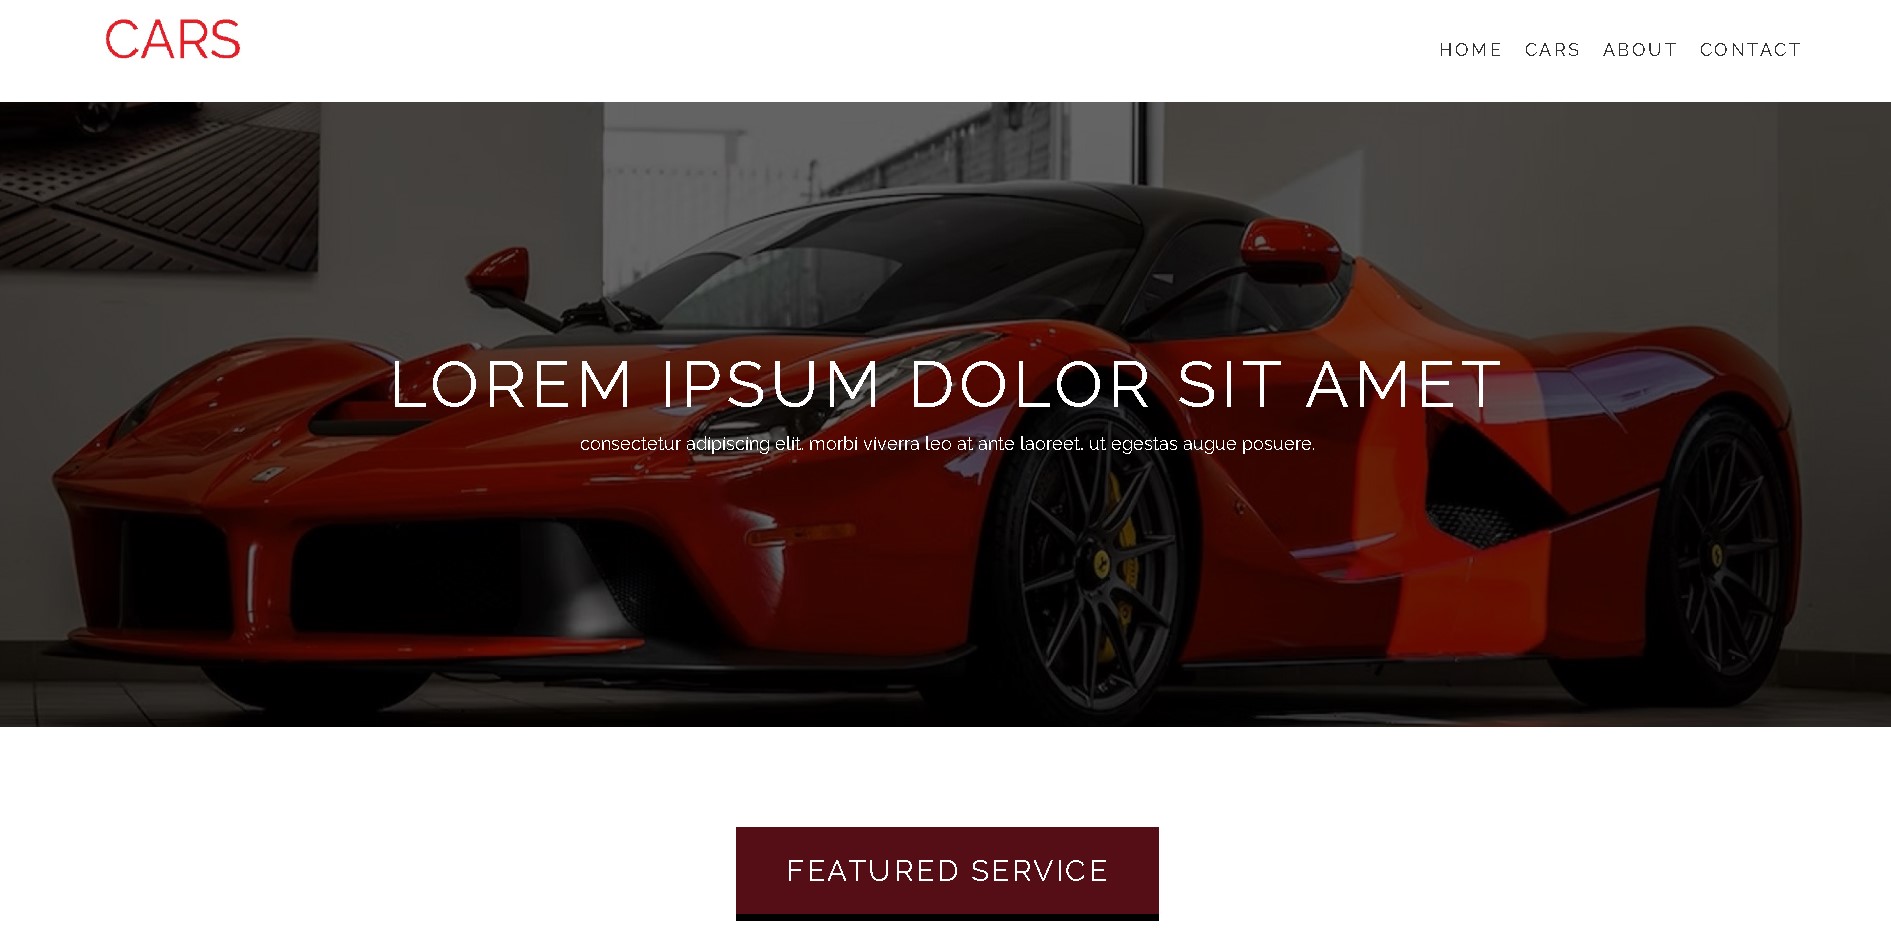 CARS
HOME CARS ABOUT CONTACT
LOREM IPSUM DOLOR SIT AMET
consectetur adipiscing elit. morbi viverra leo at ante laoreet. ut egestas augue posuere.
FEATURED SERVICE